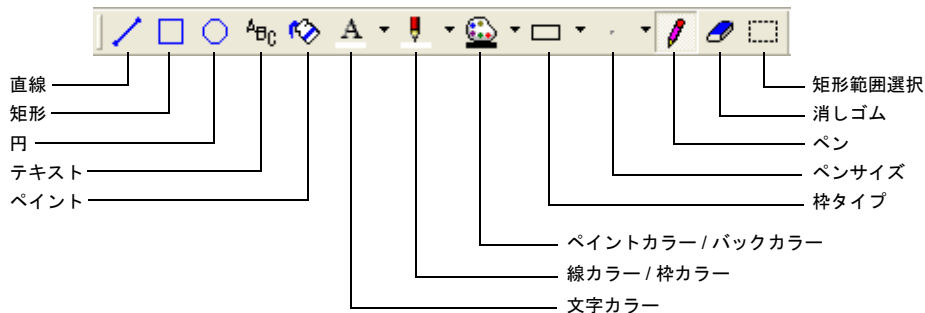 ABC A
直線
矩形
円
テキスト
ペイント
矩形範囲選択
消しゴム
ペン
ペンサイズ
枠タイプ
ペイントカラー / バックカラー
線カラー / 枠カラー
文字カラー